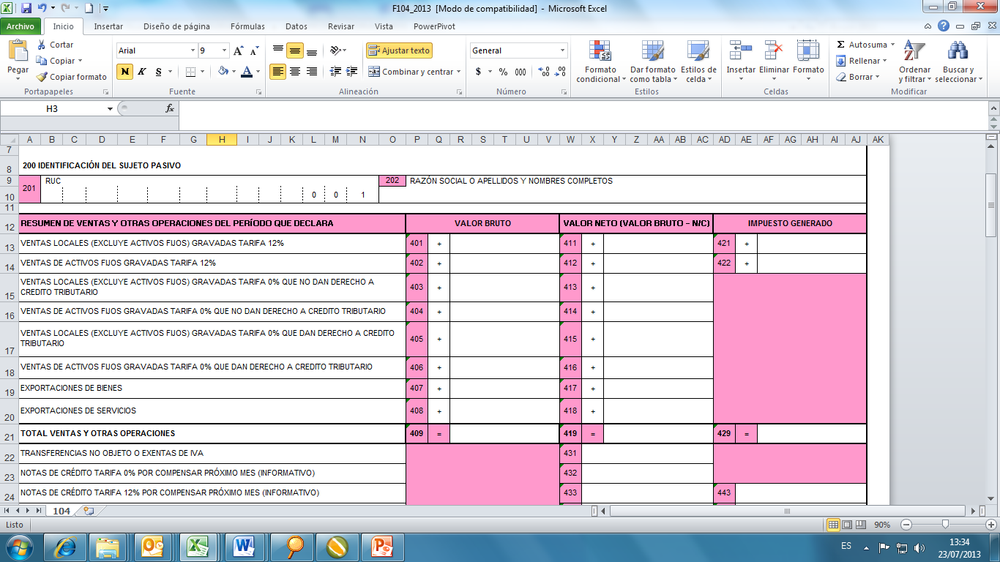 F104_2013 [Modo de compatibilidad] - Microsoft Excel
Archivo Inicio Insertar Diseño de página Fórmulas Datos Revisar Vista PowerPivot
Pegar
Cortar
Copiar
Copiar formato
Portapapeles
Arial 9
N K S
Fuente
Ajustar texto
Combinar y centrar
Alineación
General
$ % 000
Número
Formato condicional
Dar formato como tabla
Estilos de celda
Estilos
Insertar
Eliminar
Formato
Celdas
Autosuma
Rellenar
Borrar
Ordenar y filtrar
Buscar y seleccionar
Modificar
H3 fx
A B C D E F G H I J K L M N O P Q R S T U V W X Y Z AA AB AC AD AE AF AG AH AI AJ AK
7
8 200 IDENTIFICACIÓN DEL SUJETO PASIVO
9 201 RUC 202 RAZÓN SOCIAL O APELLIDOS Y NOMBRES COMPLETOS
10 0 0 1
11
12 RESUMEN DE VENTAS Y OTRAS OPERACIONES DEL PERÍODO QUE DECLARA VALOR BRUTO VALOR NETO (VALOR BRUTO - N/C) IMPUESTO GENERADO
13 VENTAS LOCALES (EXCLUYE ACTIVOS FIJOS) GRAVADAS TARIFA 12% 401 + 411 + 421 +
14 VENTAS DE ACTIVOS FIJOS GRAVADAS TARIFA 12% 402 + 412 + 422 +
15 VENTAS LOCALES (EXCLUYE ACTIVOS FIJOS) GRAVADAS TARIFA 0% QUE NO DAN DERECHO A
CREDITO TRIBUTARIO 403 + 413 +
16 VENTAS DE ACTIVOS FIJOS GRAVADAS TARIFA 0% QUE NO DAN DERECHO A CREDITO TRIBUTARIO 404 + 414 +
17 VENTAS LOCALES (EXCLUYE ACTIVOS FIJOS) GRAVADAS TARIFA 0% QUE DAN DERECHO A CREDITO
TRIBUTARIO 405 + 415 +
18 VENTAS DE ACTIVOS FIJOS GRAVADAS TARIFA 0% QUE DAN DERECHO A CREDITO TRIBUTARIO 406 + 416 +
19 EXPORTACIONES DE BIENES 407 + 417 +
20 EXPORTACIONES DE SERVICIOS 408 + 418 +
21 TOTAL VENTAS Y OTRAS OPERACIONES 409 = 419 = 429 =
22 TRANSFERENCIAS NO OBJETO O EXENTAS DE IVA 431
23 NOTAS DE CRÉDITO TARIFA 0% POR COMPENSAR PRÓXIMO MES (INFORMATIVO) 432
24 NOTAS DE CRÉDITO TARIFA 12% POR COMPENSAR PRÓXIMO MES (INFORMATIVO) 433 443
104
Listo 90%
ES 13:34
23/07/2013